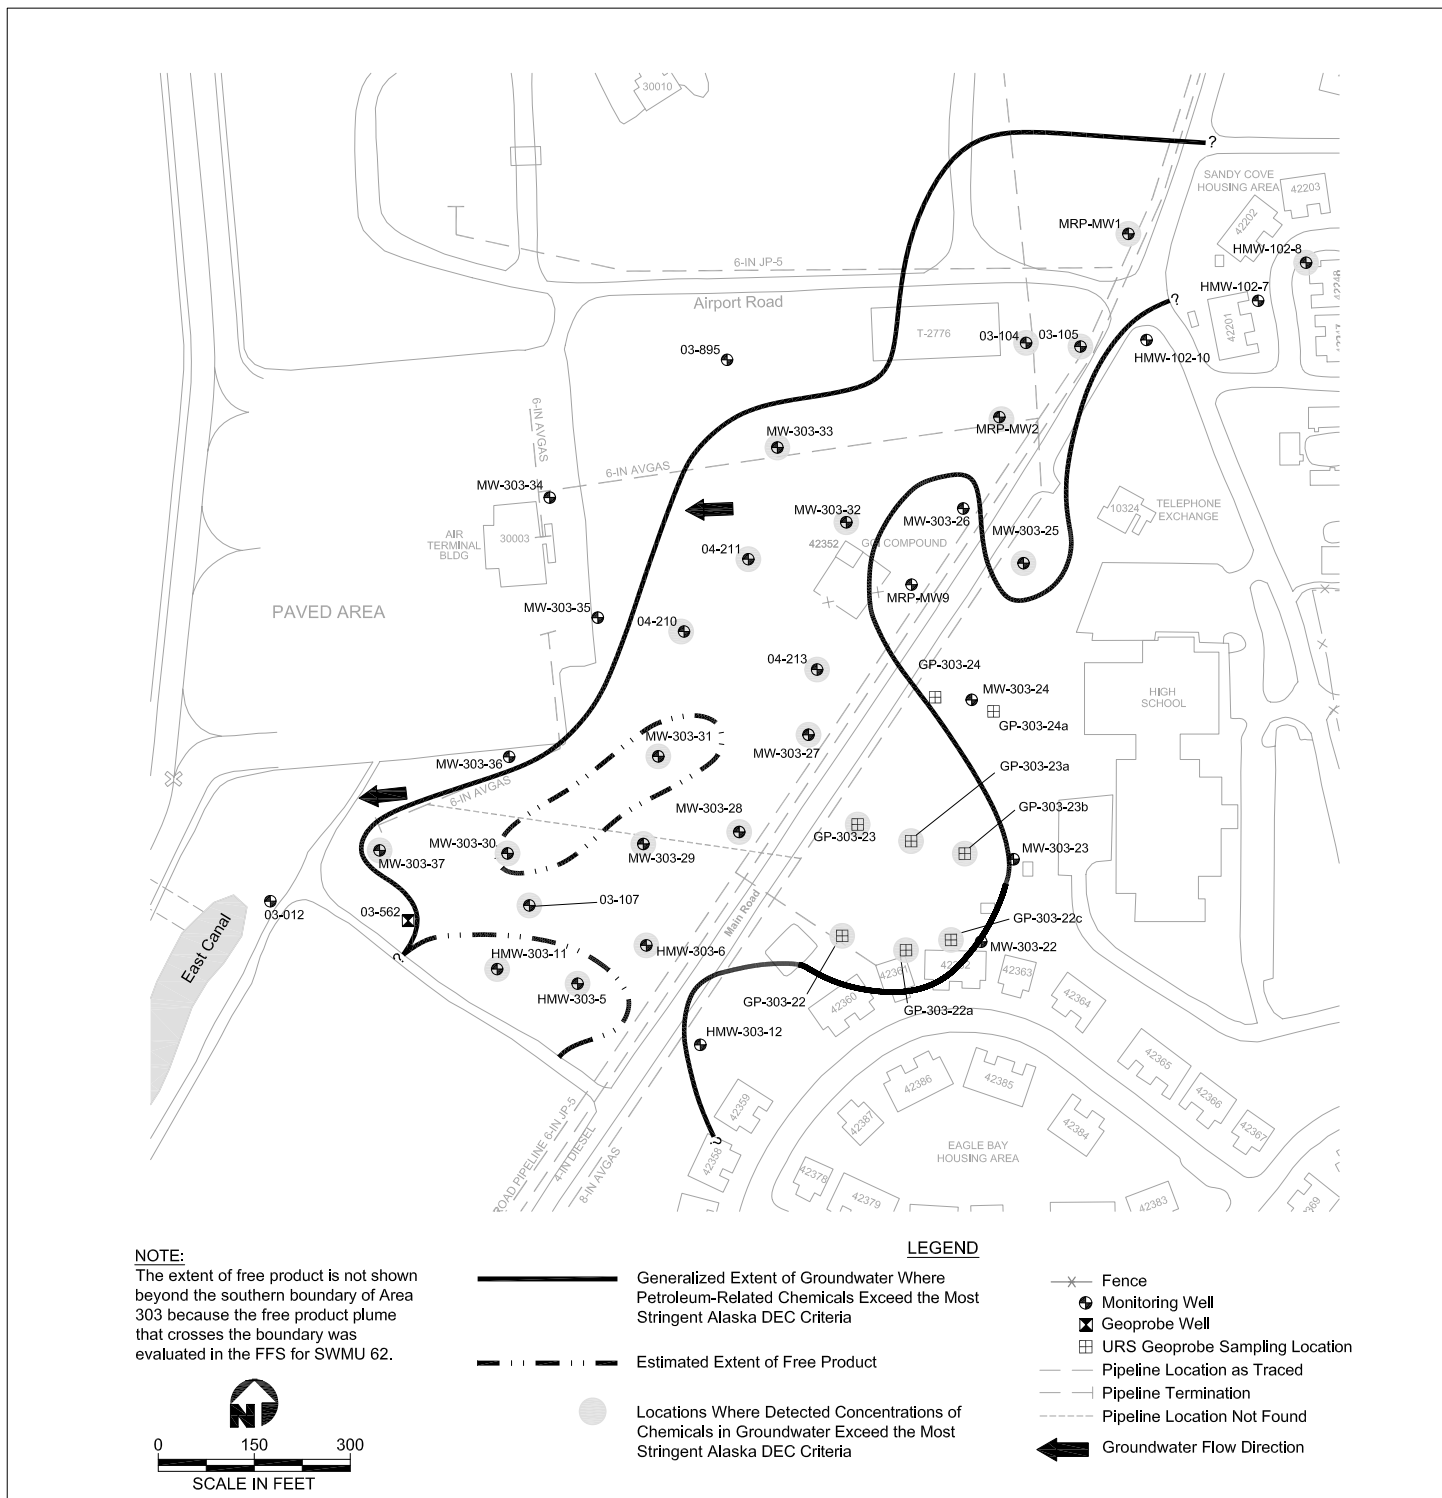 30010
?
SANDY COVE
HOUSING AREA
42203
42202
MRP-MW1
HMW-102-8
6-IN JP-5
HMW-102-7
42248
Airport Road
?
42201
T-2776
03-104
03-105
HMW-102-10
03-895
6-IN AVGAS
MRP-MW2
MW-303-33
6-IN AVGAS
MW-303-34
10324
TELEPHONE
EXCHANGE
MW-303-32
MW-303-26
MW-303-25
AIR
TERMINAL
BLDG
30003
42352
GCI COMPOUND
04-211
MRP-MW9
PAVED AREA
MW-303-35
04-210
04-213
GP-303-24
MW-303-24
HIGH
SCHOOL
GP-303-24a
MW-303-31
MW-303-27
MW-303-36
GP-303-23a
6-IN AVGAS
GP-303-23b
MW-303-28
GP-303-23
MW-303-30
MW-303-37
MW-303-29
MW-303-23
03-107
03-012
03-562
Main Road
GP-303-22c
East Canal
?
HMW-303-11
HMW-303-6
MW-303-22
42361
42362
42363
HMW-303-5
GP-303-22
42360
GP-303-22a
42364
HMW-303-12
42365
42386
42385
42366
42359
42387
42384
42367
ROAD PIPELINE 6-IN JP-5
4-IN DIESEL
8-IN AVGAS
?
42358
EAGLE BAY
HOUSING AREA
42378
42379
42383
42369
NOTE:
The extent of free product is not shown
beyond the southern boundary of Area
303 because the free product plume
that crosses the boundary was
evaluated in the FFS for SWMU 62.
N
0 150 300
SCALE IN FEET
LEGEND
Generalized Extent of Groundwater Where
Petroleum-Related Chemicals Exceed the Most
Stringent Alaska DEC Criteria
Estimated Extent of Free Product
Locations Where Detected Concentrations of
Chemicals in Groundwater Exceed the Most
Stringent Alaska DEC Criteria
Fence
Monitoring Well
Geoprobe Well
URS Geoprobe Sampling Location
Pipeline Location as Traced
Pipeline Termination
Pipeline Location Not Found
Groundwater Flow Direction